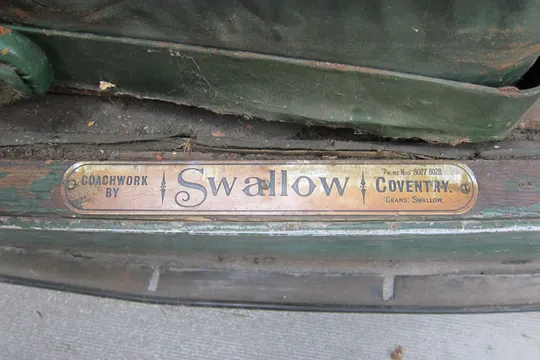 COACHWORK
BY
Swallow
'PHONE NOS 8027 8028.
COVENTRY.
'GRAMS: SWALLOW.